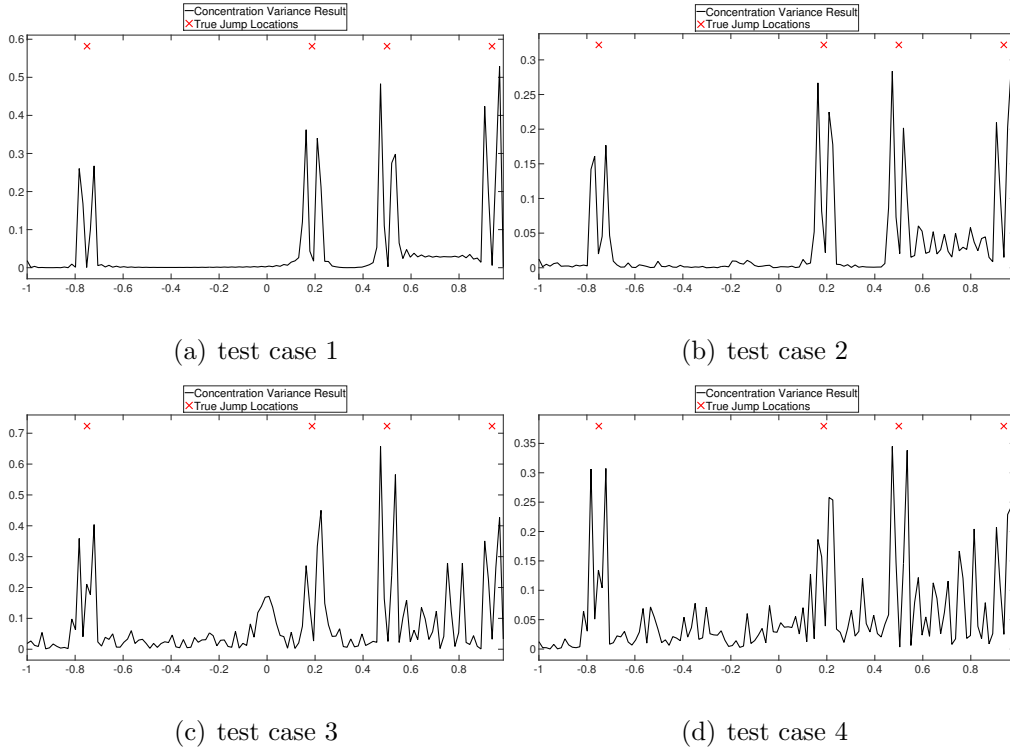 Concentration Variance Result
True Jump Locations
0.6
0.5
0.4
0.3
0.2
0.1
0
-1 -0.8 -0.6 -0.4 -0.2 0 0.2 0.4 0.6 0.8
(a) test case 1
Concentration Variance Result
True Jump Locations
0.3
0.25
0.2
0.15
0.1
0.05
0
-1 -0.8 -0.6 -0.4 -0.2 0 0.2 0.4 0.6 0.8
(b) test case 2
Concentration Variance Result
True Jump Locations
0.7
0.6
0.5
0.4
0.3
0.2
0.1
0
-1 -0.8 -0.6 -0.4 -0.2 0 0.2 0.4 0.6 0.8
(c) test case 3
Concentration Variance Result
True Jump Locations
0.35
0.3
0.25
0.2
0.15
0.1
0.05
0
-1 -0.8 -0.6 -0.4 -0.2 0 0.2 0.4 0.6 0.8
(d) test case 4